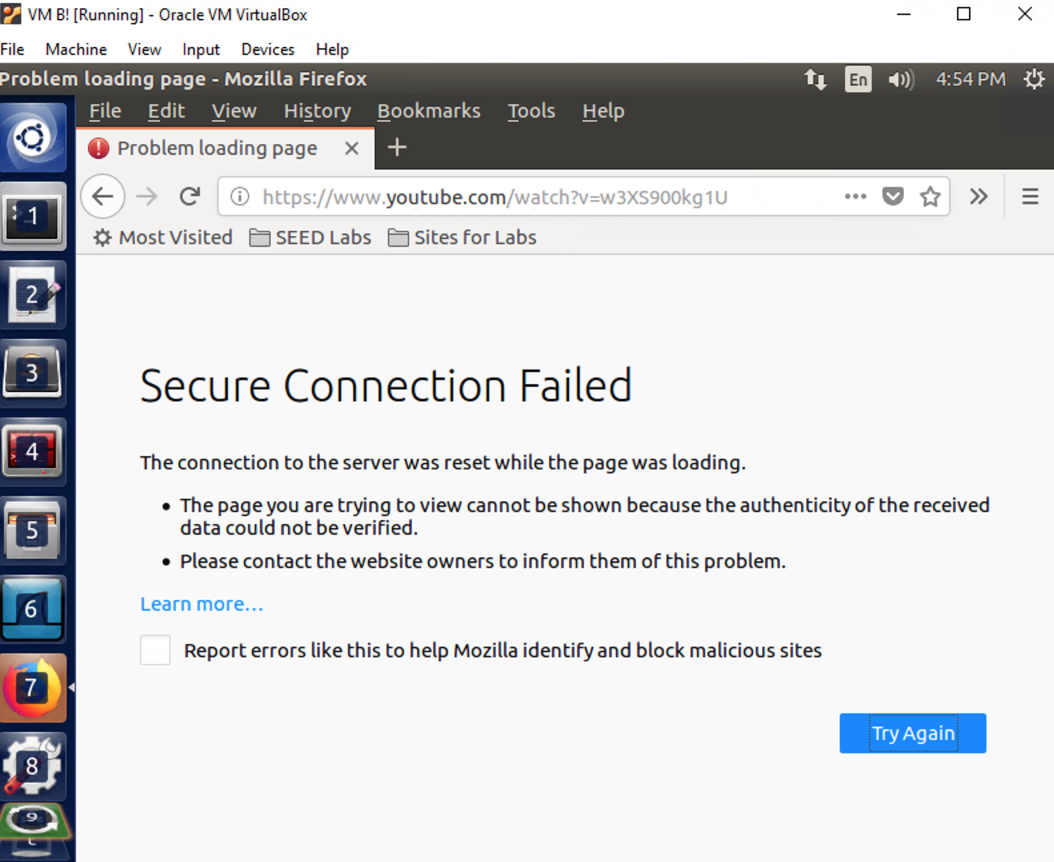 VM B! [Running] - Oracle VM VirtualBox
File Machine View Input Devices Help
Problem loading page - Mozilla Firefox En 4:54 PM
File Edit View History Bookmarks Tools Help
Problem loading page
https://www.youtube.com/watch?v=w3XS900kg1U
Most Visited SEED Labs Sites for Labs
1
2
3
4
5
6
7
8
9
Secure Connection Failed
The connection to the server was reset while the page was loading.
The page you are trying to view cannot be shown because the authenticity of the received
data could not be verified.
Please contact the website owners to inform them of this problem.
Learn more…
Report errors like this to help Mozilla identify and block malicious sites
Try Again